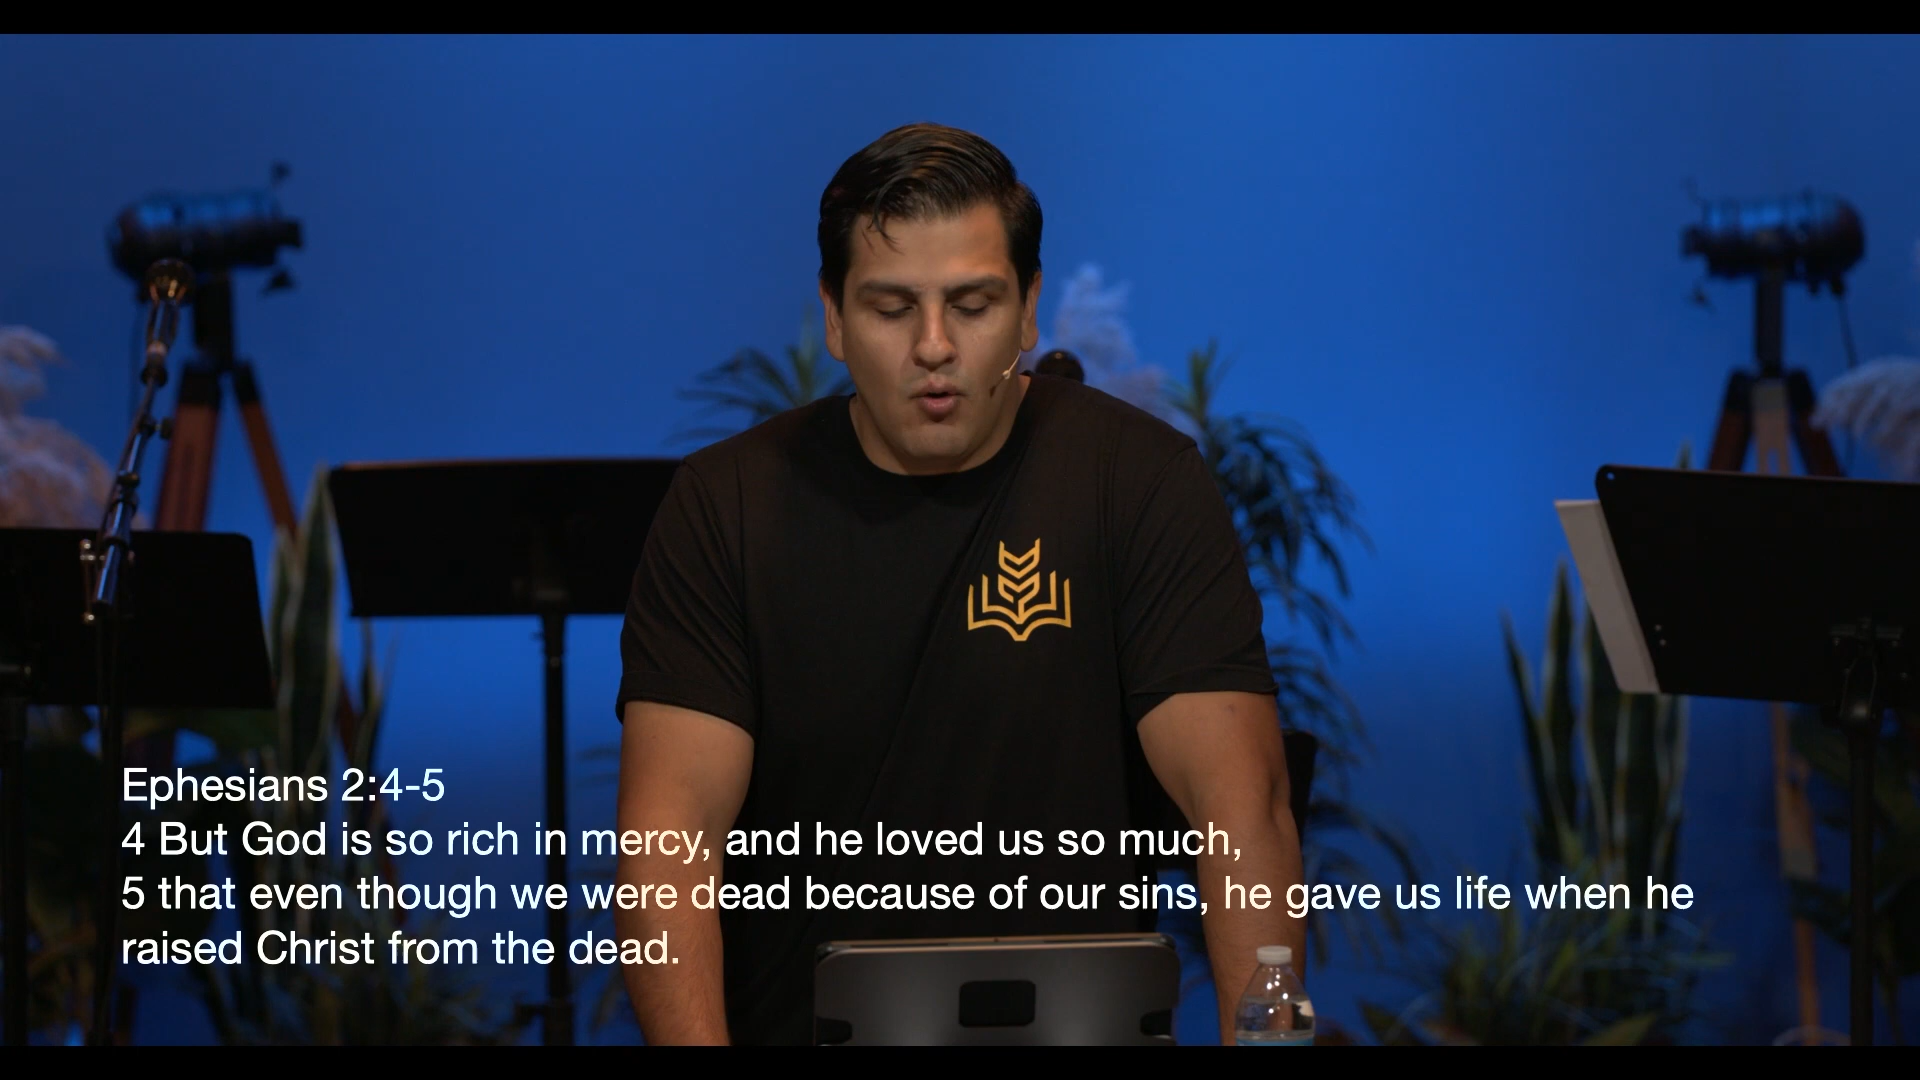 Ephesians 2:4-5
4 But God is so rich in mercy, and he loved us so much,
5 that even though we were dead because of our sins, he gave us life when he
raised Christ from the dead.